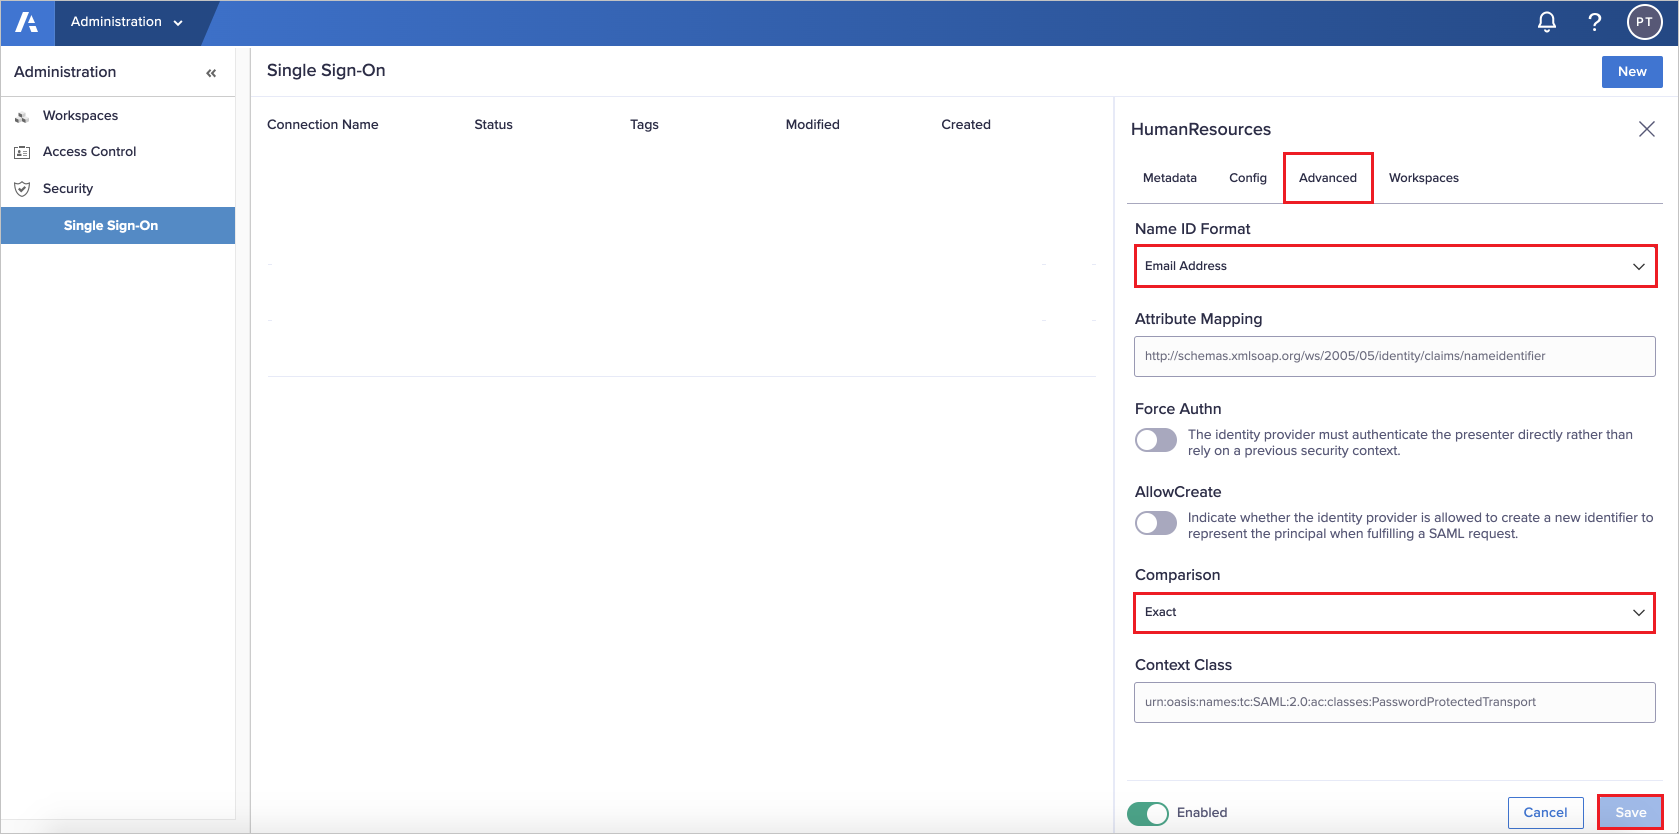 Administration
PT
Administration
«
Workspaces
Access Control
Security
Single Sign-On
Single Sign-On
New
Connection Name Status Tags Modified Created
HumanResources
Metadata Config Advanced Workspaces
Name ID Format
Email Address
Attribute Mapping
http://schemas.xmlsoap.org/ws/2005/05/identity/claims/nameidentifier
Force Authn
The identity provider must authenticate the presenter directly rather than
rely on a previous security context.
AllowCreate
Indicate whether the identity provider is allowed to create a new identifier to
represent the principal when fulfilling a SAML request.
Comparison
Exact
Context Class
urn:oasis:names:tc:SAML:2.0:ac:classes:PasswordProtectedTransport
Enabled
Cancel Save